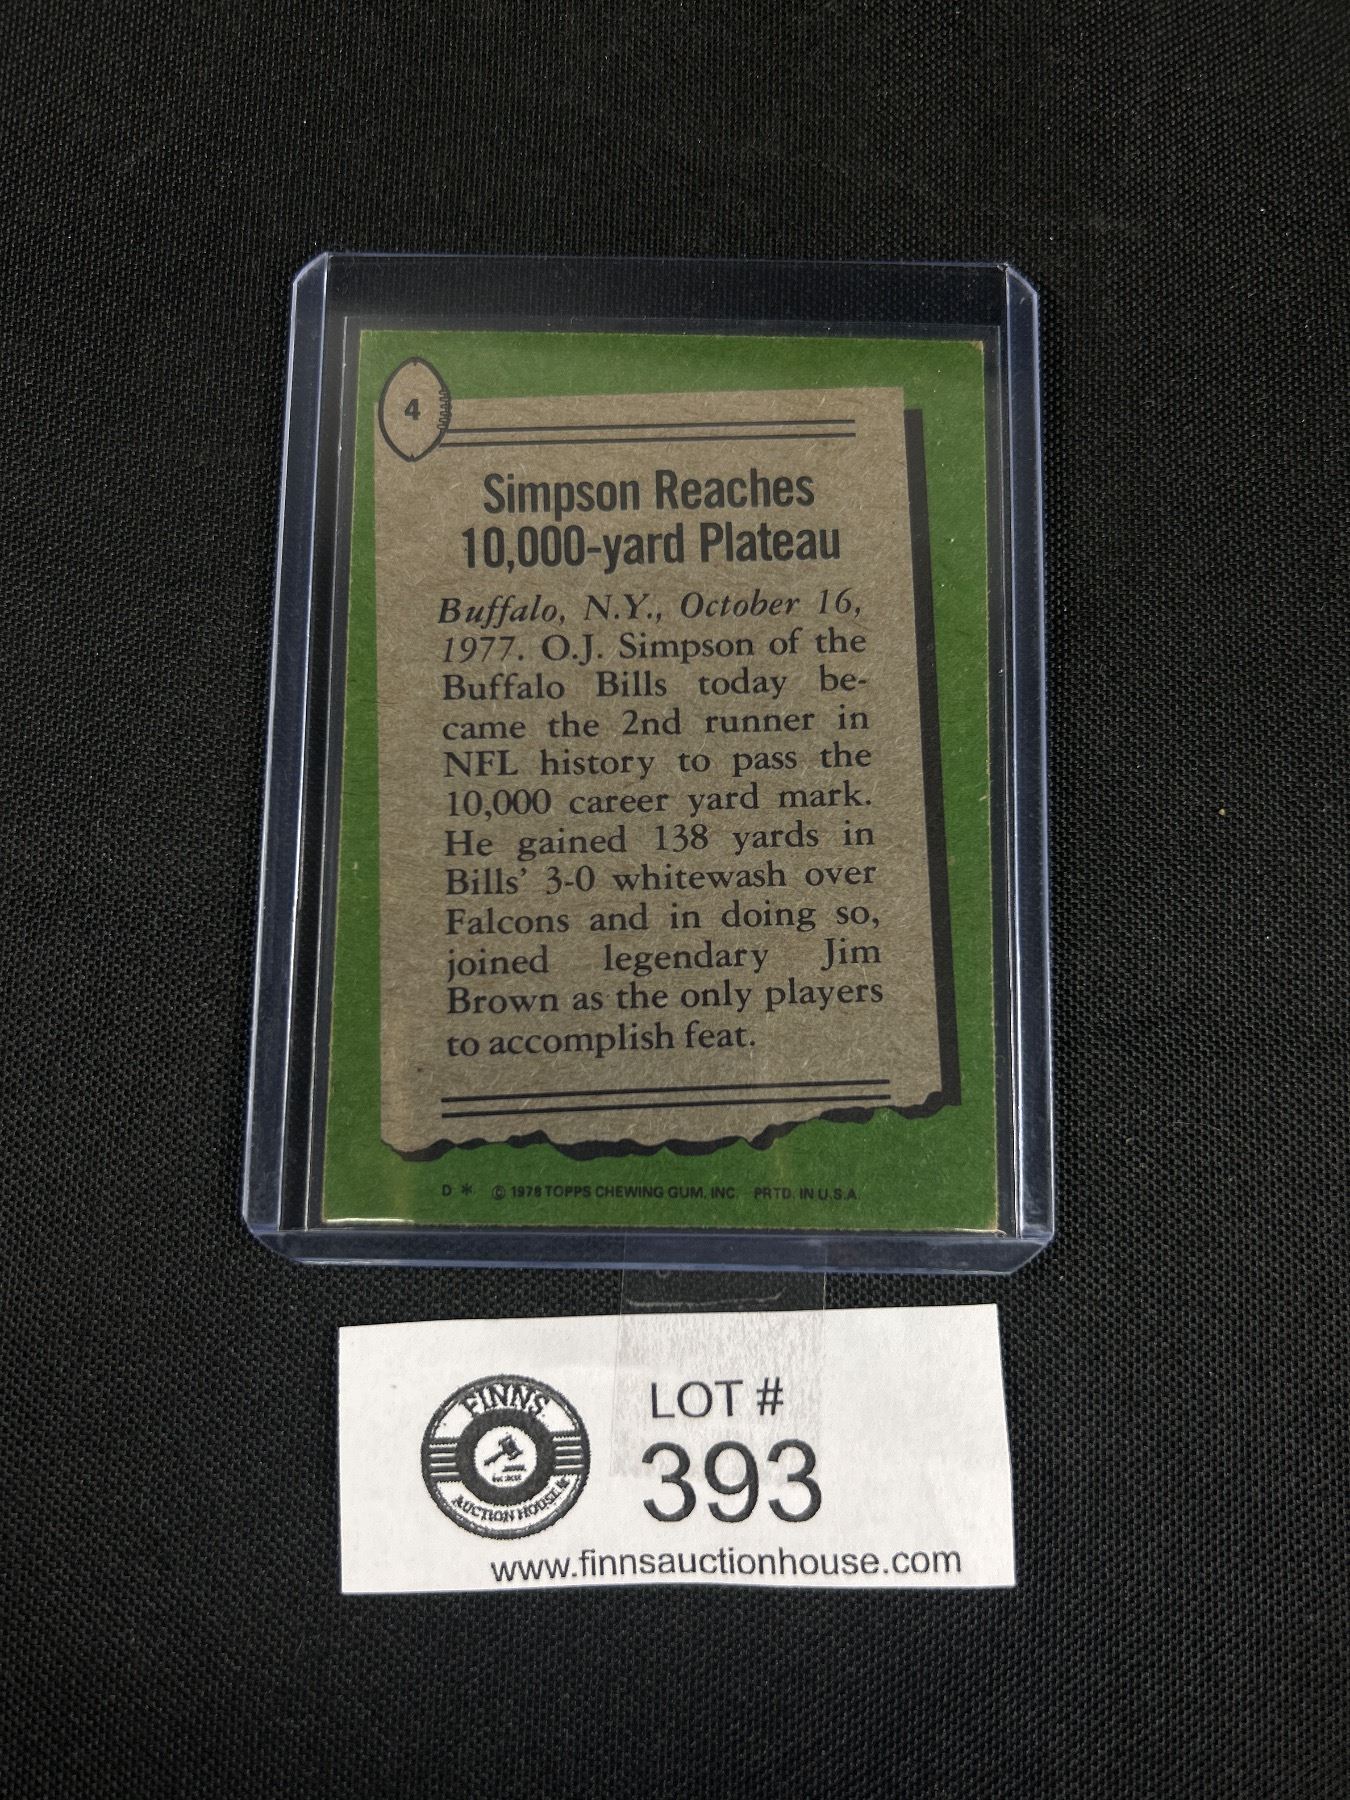 4
Simpson Reaches
10,000-yard Plateau
Buffalo, N.Y., October 16,
1977. O.J. Simpson of the
Buffalo Bills today be-
came the 2nd runner in
NFL history to pass the
10,000 career yard mark.
He gained 138 yards in
Bills' 3-0 whitewash over
Falcons and in doing so,
joined legendary Jim
Brown as the only players
to accomplish feat.
D * © 1978 TOPPS CHEWING GUM, INC. PRTD. IN U.S.A.
FINNS
AUCTION HOUSE
LOT #
393
www.finnsauctionhouse.com